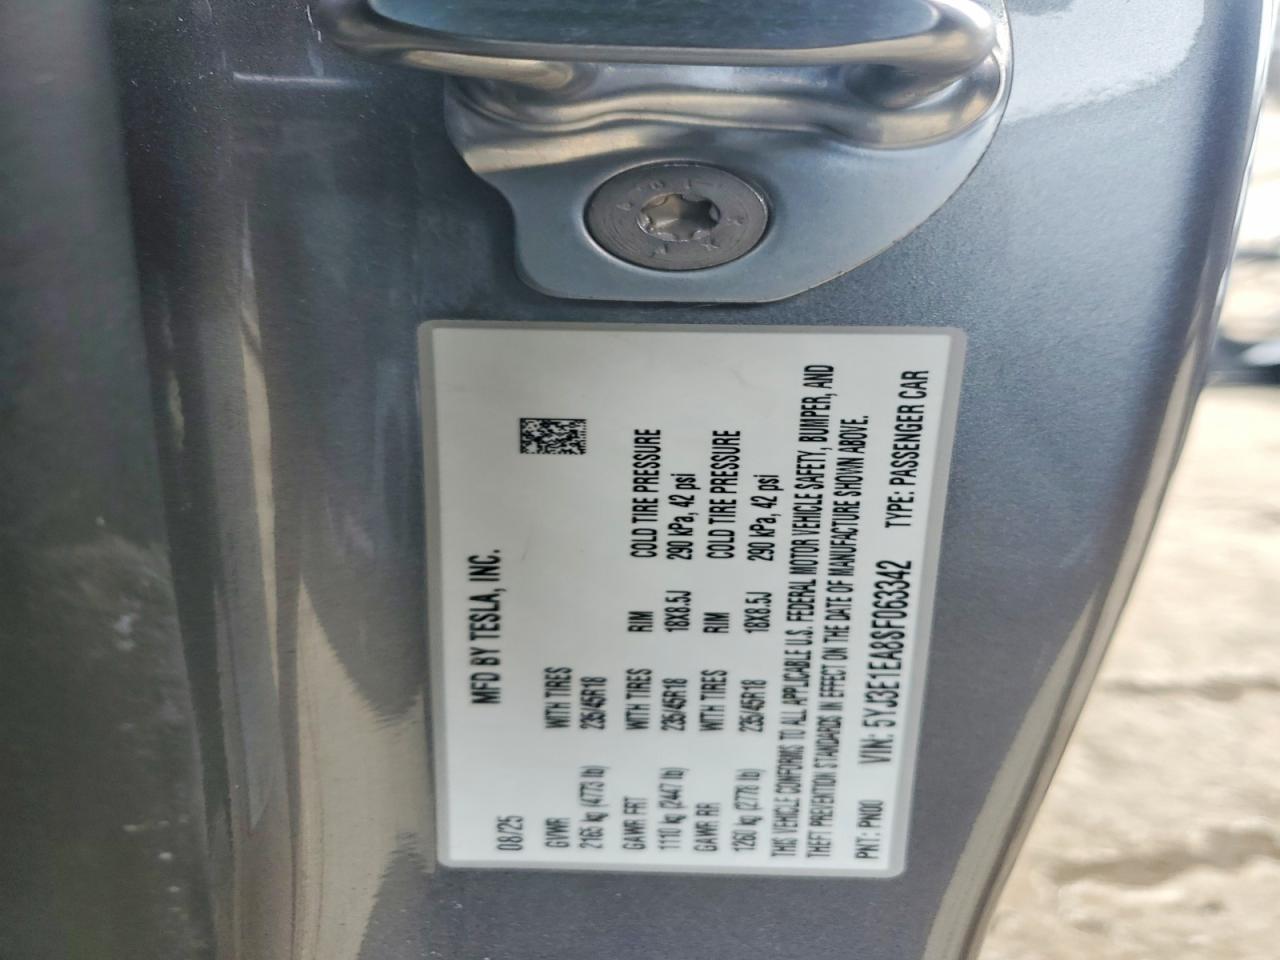 MFD BY TESLA, INC.
08/25
GVWR WITH TIRES
2165 kg (4773 lb) 235/45R18
GAWR FRT WITH TIRES RIM COLD TIRE PRESSURE
1110 kg (2447 lb) 235/45R18 18X8.5J 290 kPa, 42 psi
GAWR RR WITH TIRES RIM COLD TIRE PRESSURE
1260 kg (2778 lb) 235/45R18 18X8.5J 290 kPa, 42 psi
THIS VEHICLE CONFORMS TO ALL APPLICABLE U.S. FEDERAL MOTOR VEHICLE SAFETY, BUMPER, AND
THEFT PREVENTION STANDARDS IN EFFECT ON THE DATE OF MANUFACTURE SHOWN ABOVE.
PNT: PN00 VIN: 5YJ3E1EA8SF063342 TYPE: PASSENGER CAR